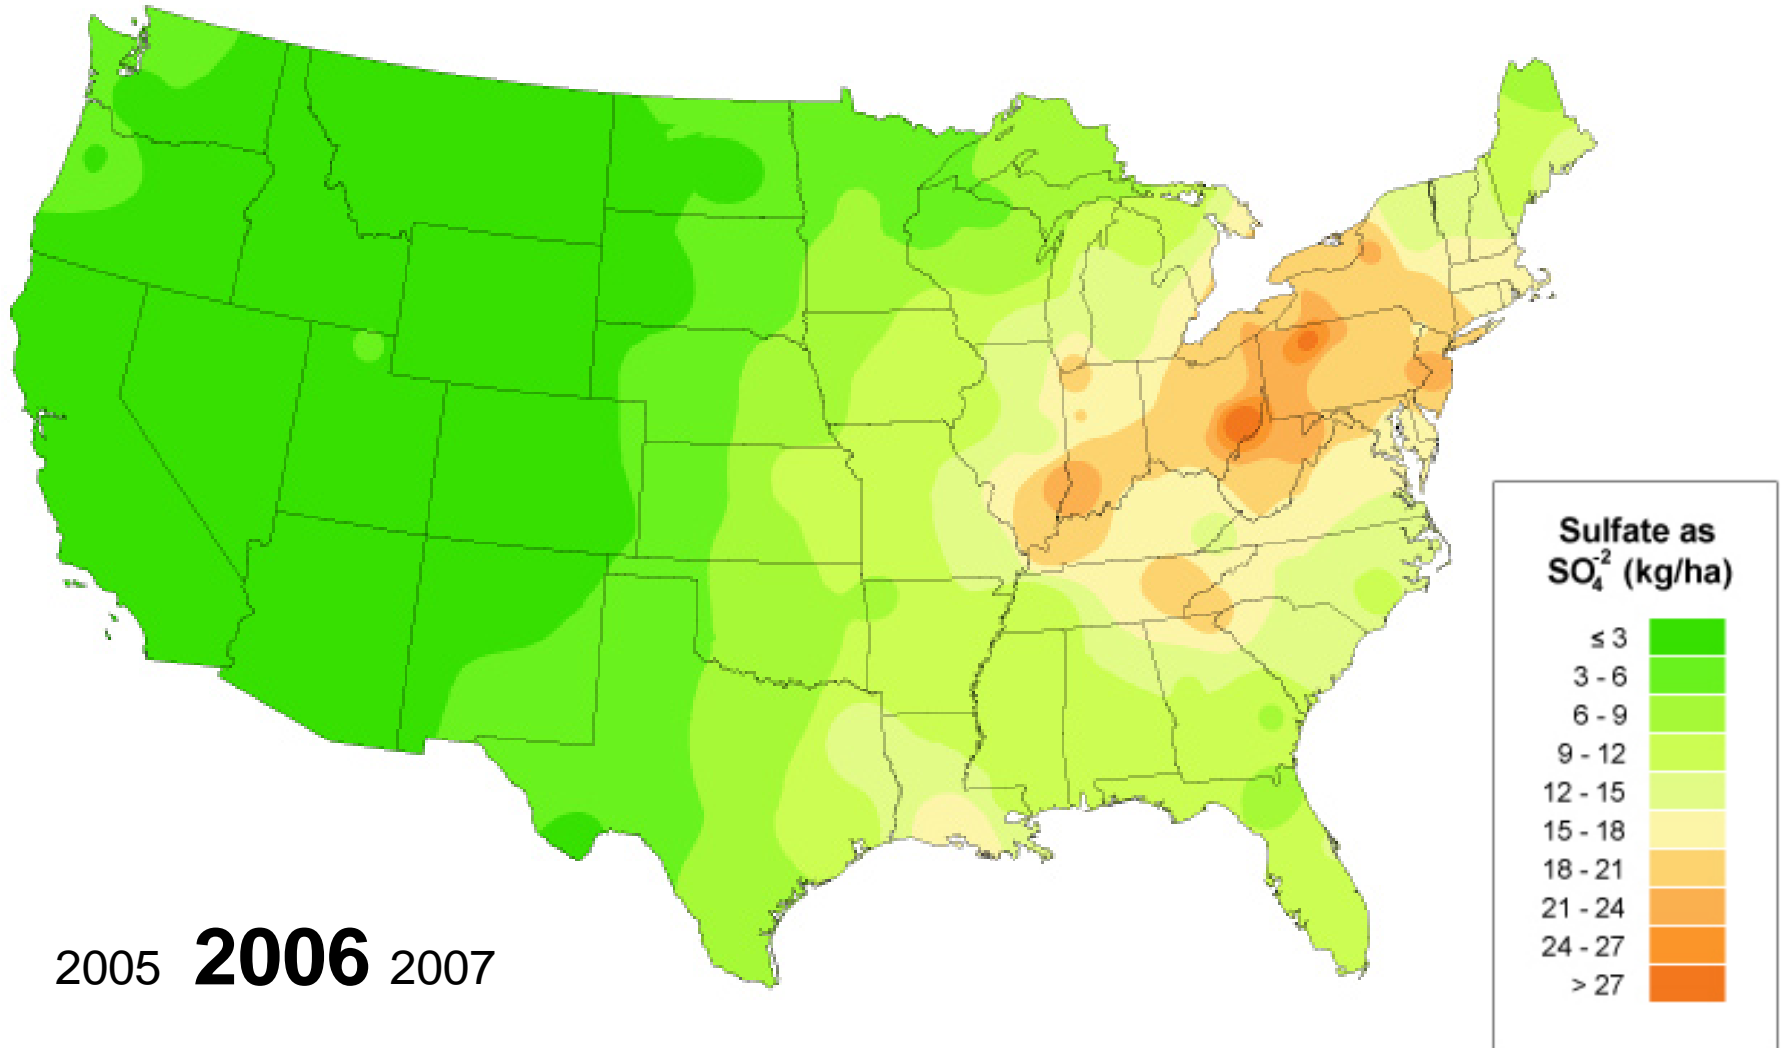 Sulfate as
SO₄⁻² (kg/ha)
≤ 3
3 - 6
6 - 9
9 - 12
12 - 15
15 - 18
18 - 21
21 - 24
24 - 27
> 27
2005 2006 2007